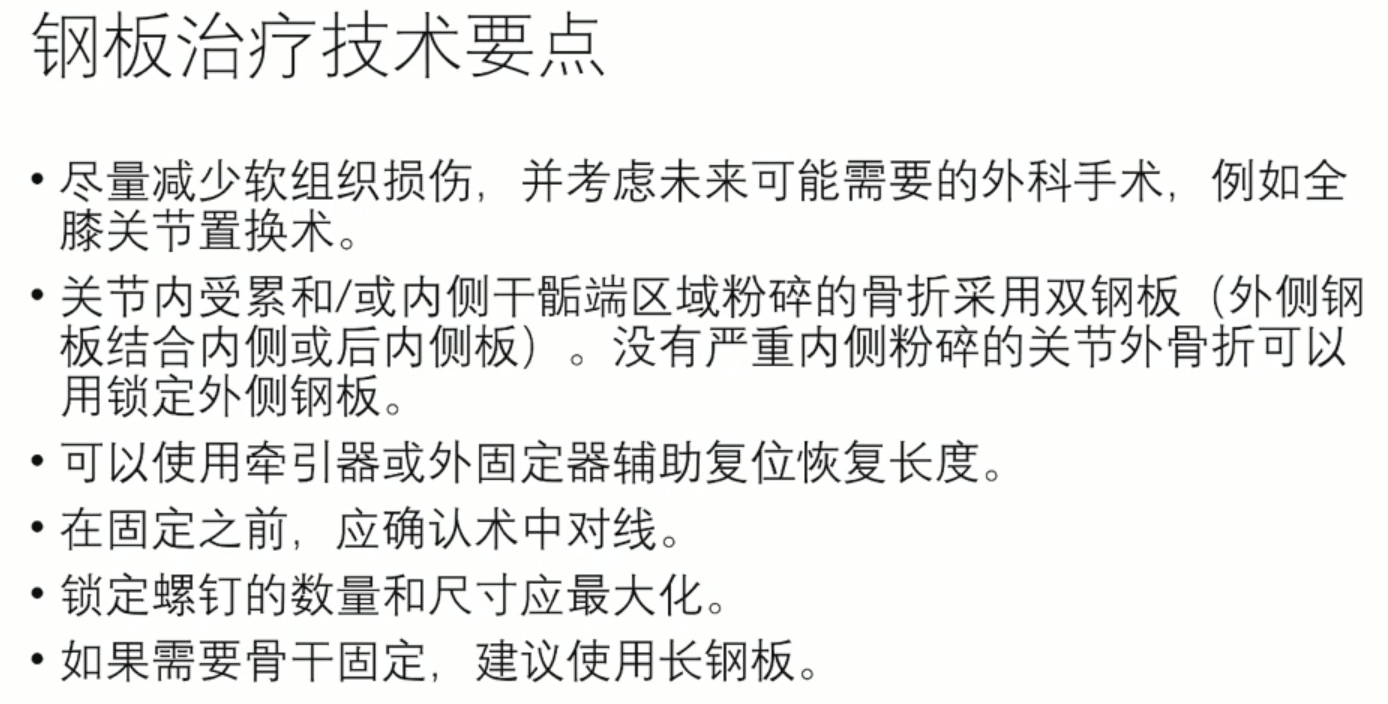 钢板治疗技术要点
• 尽量减少软组织损伤，并考虑未来可能需要的外科手术，例如全
膝关节置换术。
• 关节内受累和/或内侧干骺端区域粉碎的骨折采用双钢板（外侧钢
板结合内侧或后内侧板）。没有严重内侧粉碎的关节外骨折可以
用锁定外侧钢板。
• 可以使用牵引器或外固定器辅助复位恢复长度。
• 在固定之前，应确认术中对线。
• 锁定螺钉的数量和尺寸应最大化。
• 如果需要骨干固定，建议使用长钢板。